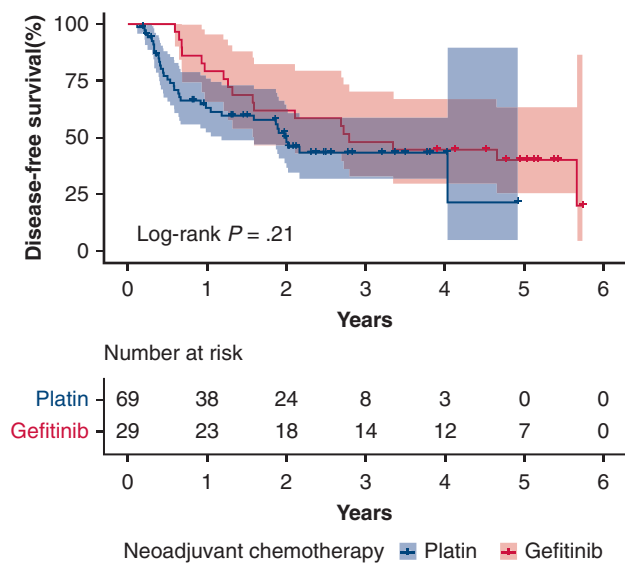 Disease-free survival(%)
100
75
50
25
0
Log-rank P = .21
0 1 2 3 4 5 6
Years
Number at risk
Platin 69 38 24 8 3 0 0
Gefitinib 29 23 18 14 12 7 0
0 1 2 3 4 5 6
Years
Neoadjuvant chemotherapy Platin Gefitinib